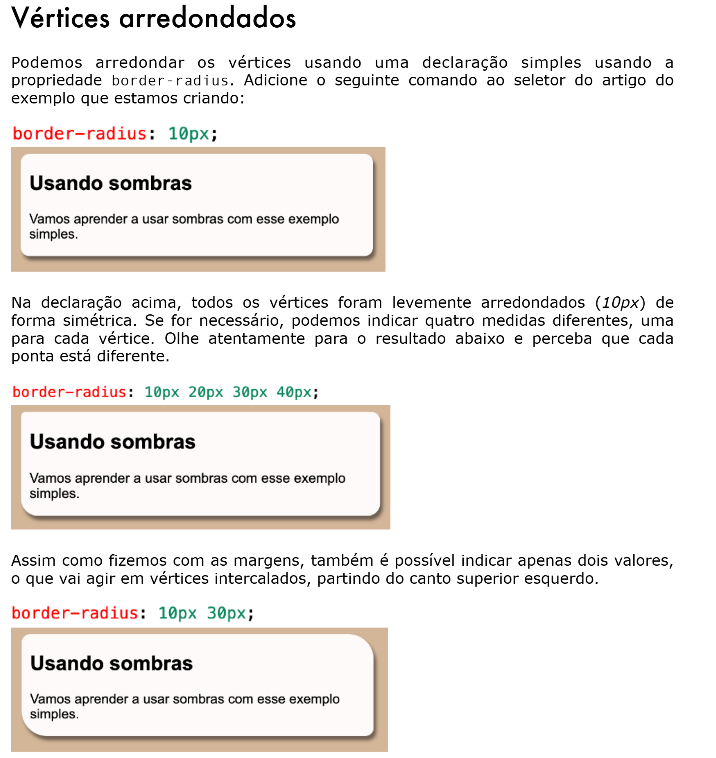 Vértices arredondados
Podemos arredondar os vértices usando uma declaração simples usando a
propriedade border-radius. Adicione o seguinte comando ao seletor do artigo do
exemplo que estamos criando:
border-radius: 10px;
Usando sombras
Vamos aprender a usar sombras com esse exemplo
simples.
Na declaração acima, todos os vértices foram levemente arredondados (10px) de
forma simétrica. Se for necessário, podemos indicar quatro medidas diferentes, uma
para cada vértice. Olhe atentamente para o resultado abaixo e perceba que cada
ponta está diferente.
border-radius: 10px 20px 30px 40px;
Usando sombras
Vamos aprender a usar sombras com esse exemplo
simples.
Assim como fizemos com as margens, também é possível indicar apenas dois valores,
o que vai agir em vértices intercalados, partindo do canto superior esquerdo.
border-radius: 10px 30px;
Usando sombras
Vamos aprender a usar sombras com esse exemplo
simples.